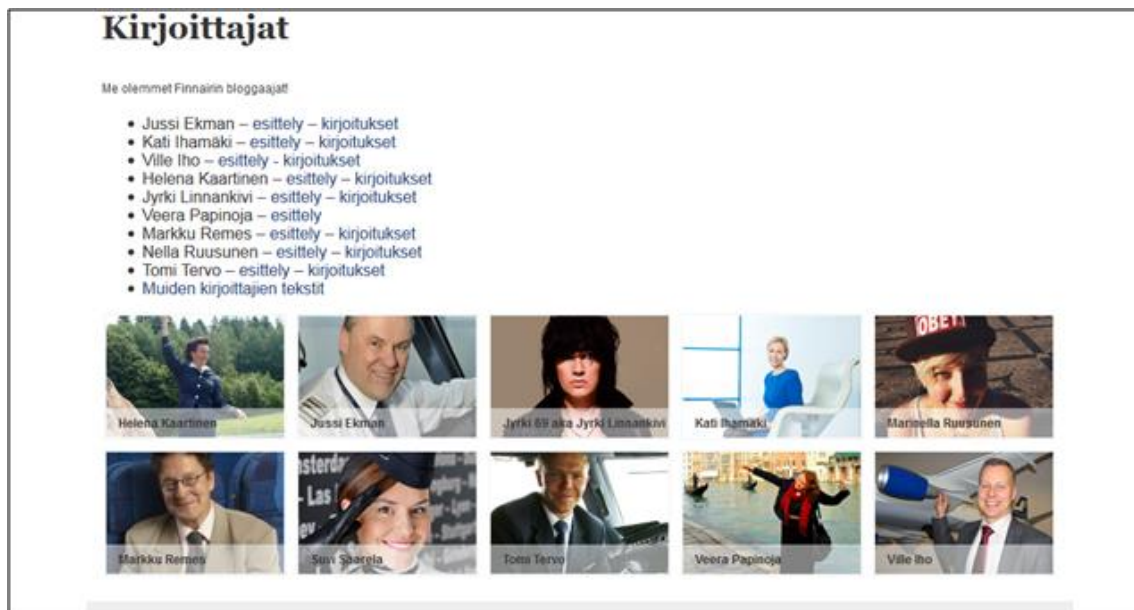 Kirjoittajat
Me olemmet Finnairin bloggaajat!
Jussi Ekman – esittely – kirjoitukset
Kati Ihamäki – esittely – kirjoitukset
Ville Iho – esittely - kirjoitukset
Helena Kaartinen – esittely – kirjoitukset
Jyrki Linnankivi – esittely – kirjoitukset
Veera Papinoja – esittely
Markku Remes – esittely – kirjoitukset
Nella Ruusunen – esittely – kirjoitukset
Tomi Tervo – esittely – kirjoitukset
Muiden kirjoittajien tekstit
OBEY
Helena Kaartinen
Jussi Ekman
Jyrki 69 aka Jyrki Linnankivi
Kati Ihamäki
Marinella Ruusunen
Markku Remes
Suvi Saarela
Tomi Tervo
Veera Papinoja
Ville Iho